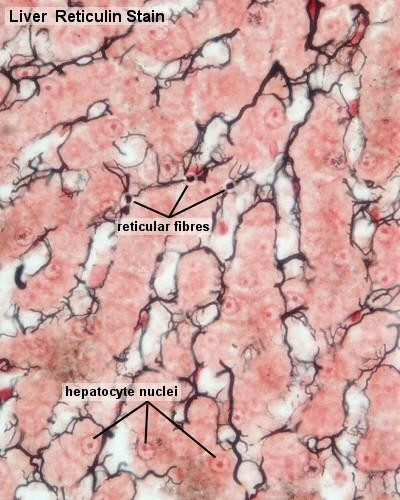 Liver Reticulin Stain
reticular fibres
hepatocyte nuclei